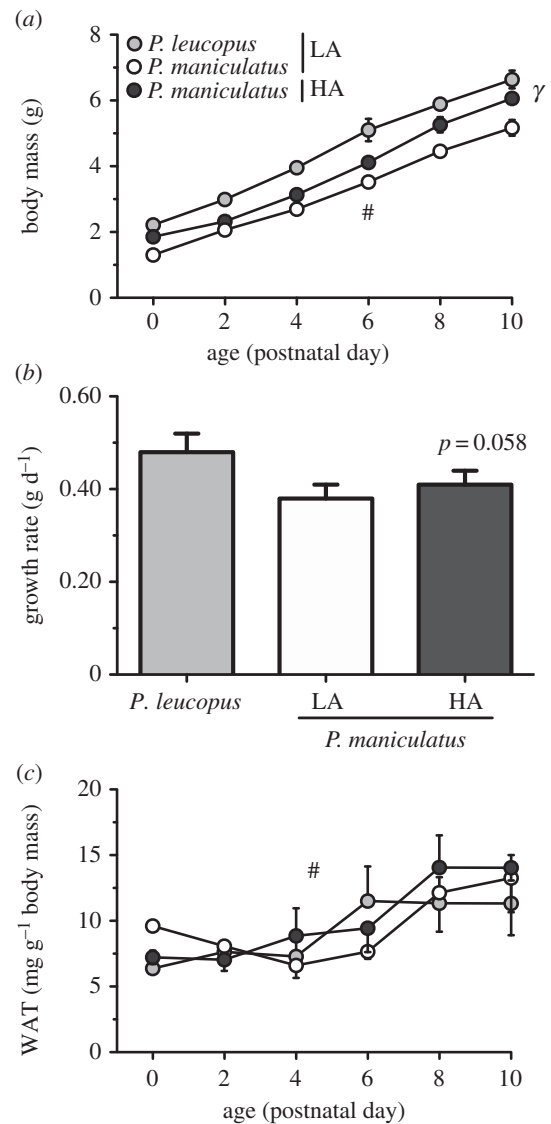 (a)
8
6
4
2
0
body mass (g)
P. leucopus
P. maniculatus
LA
P. maniculatus
HA
γ
#
0 2 4 6 8 10
age (postnatal day)
(b)
0.60
0.40
0.20
0
growth rate (g d⁻¹)
p = 0.058
P. leucopus
LA
HA
P. maniculatus
(c)
20
15
10
5
0
WAT (mg g⁻¹ body mass)
#
0 2 4 6 8 10
age (postnatal day)